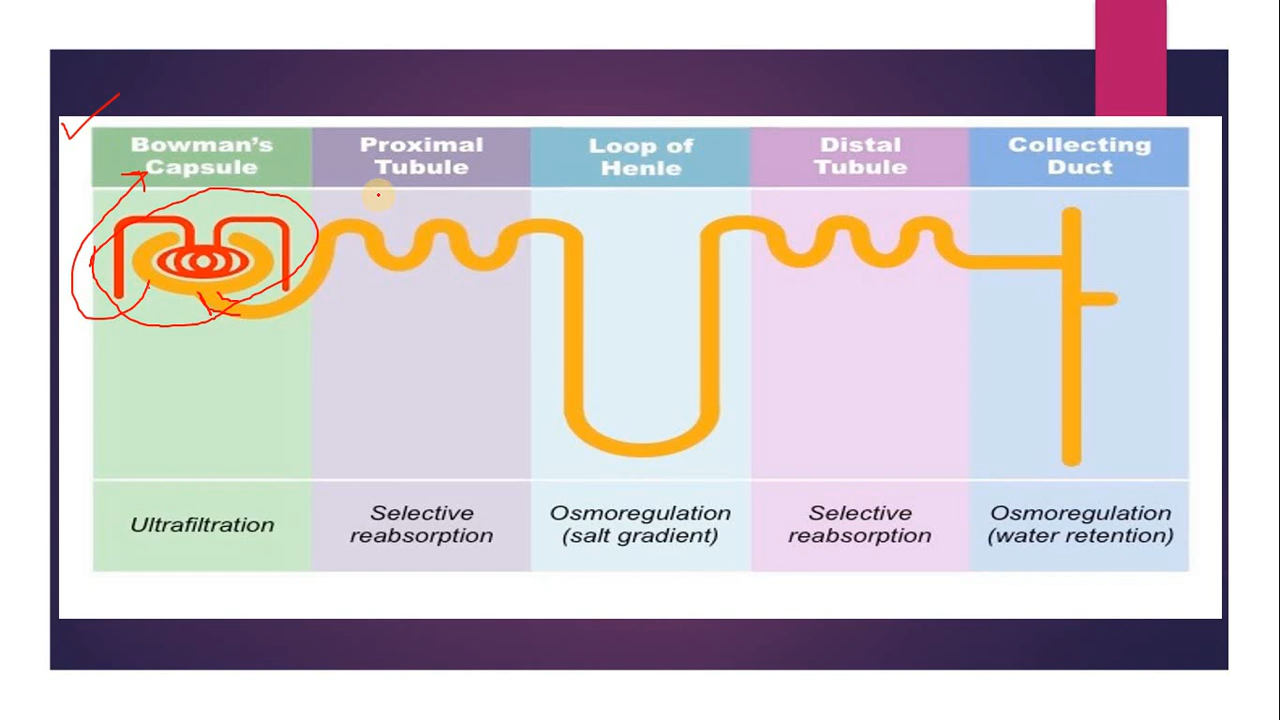 Bowman's
Capsule
Proximal
Tubule
Loop of
Henle
Distal
Tubule
Collecting
Duct
Ultrafiltration
Selective
reabsorption
Osmoregulation
(salt gradient)
Selective
reabsorption
Osmoregulation
(water retention)